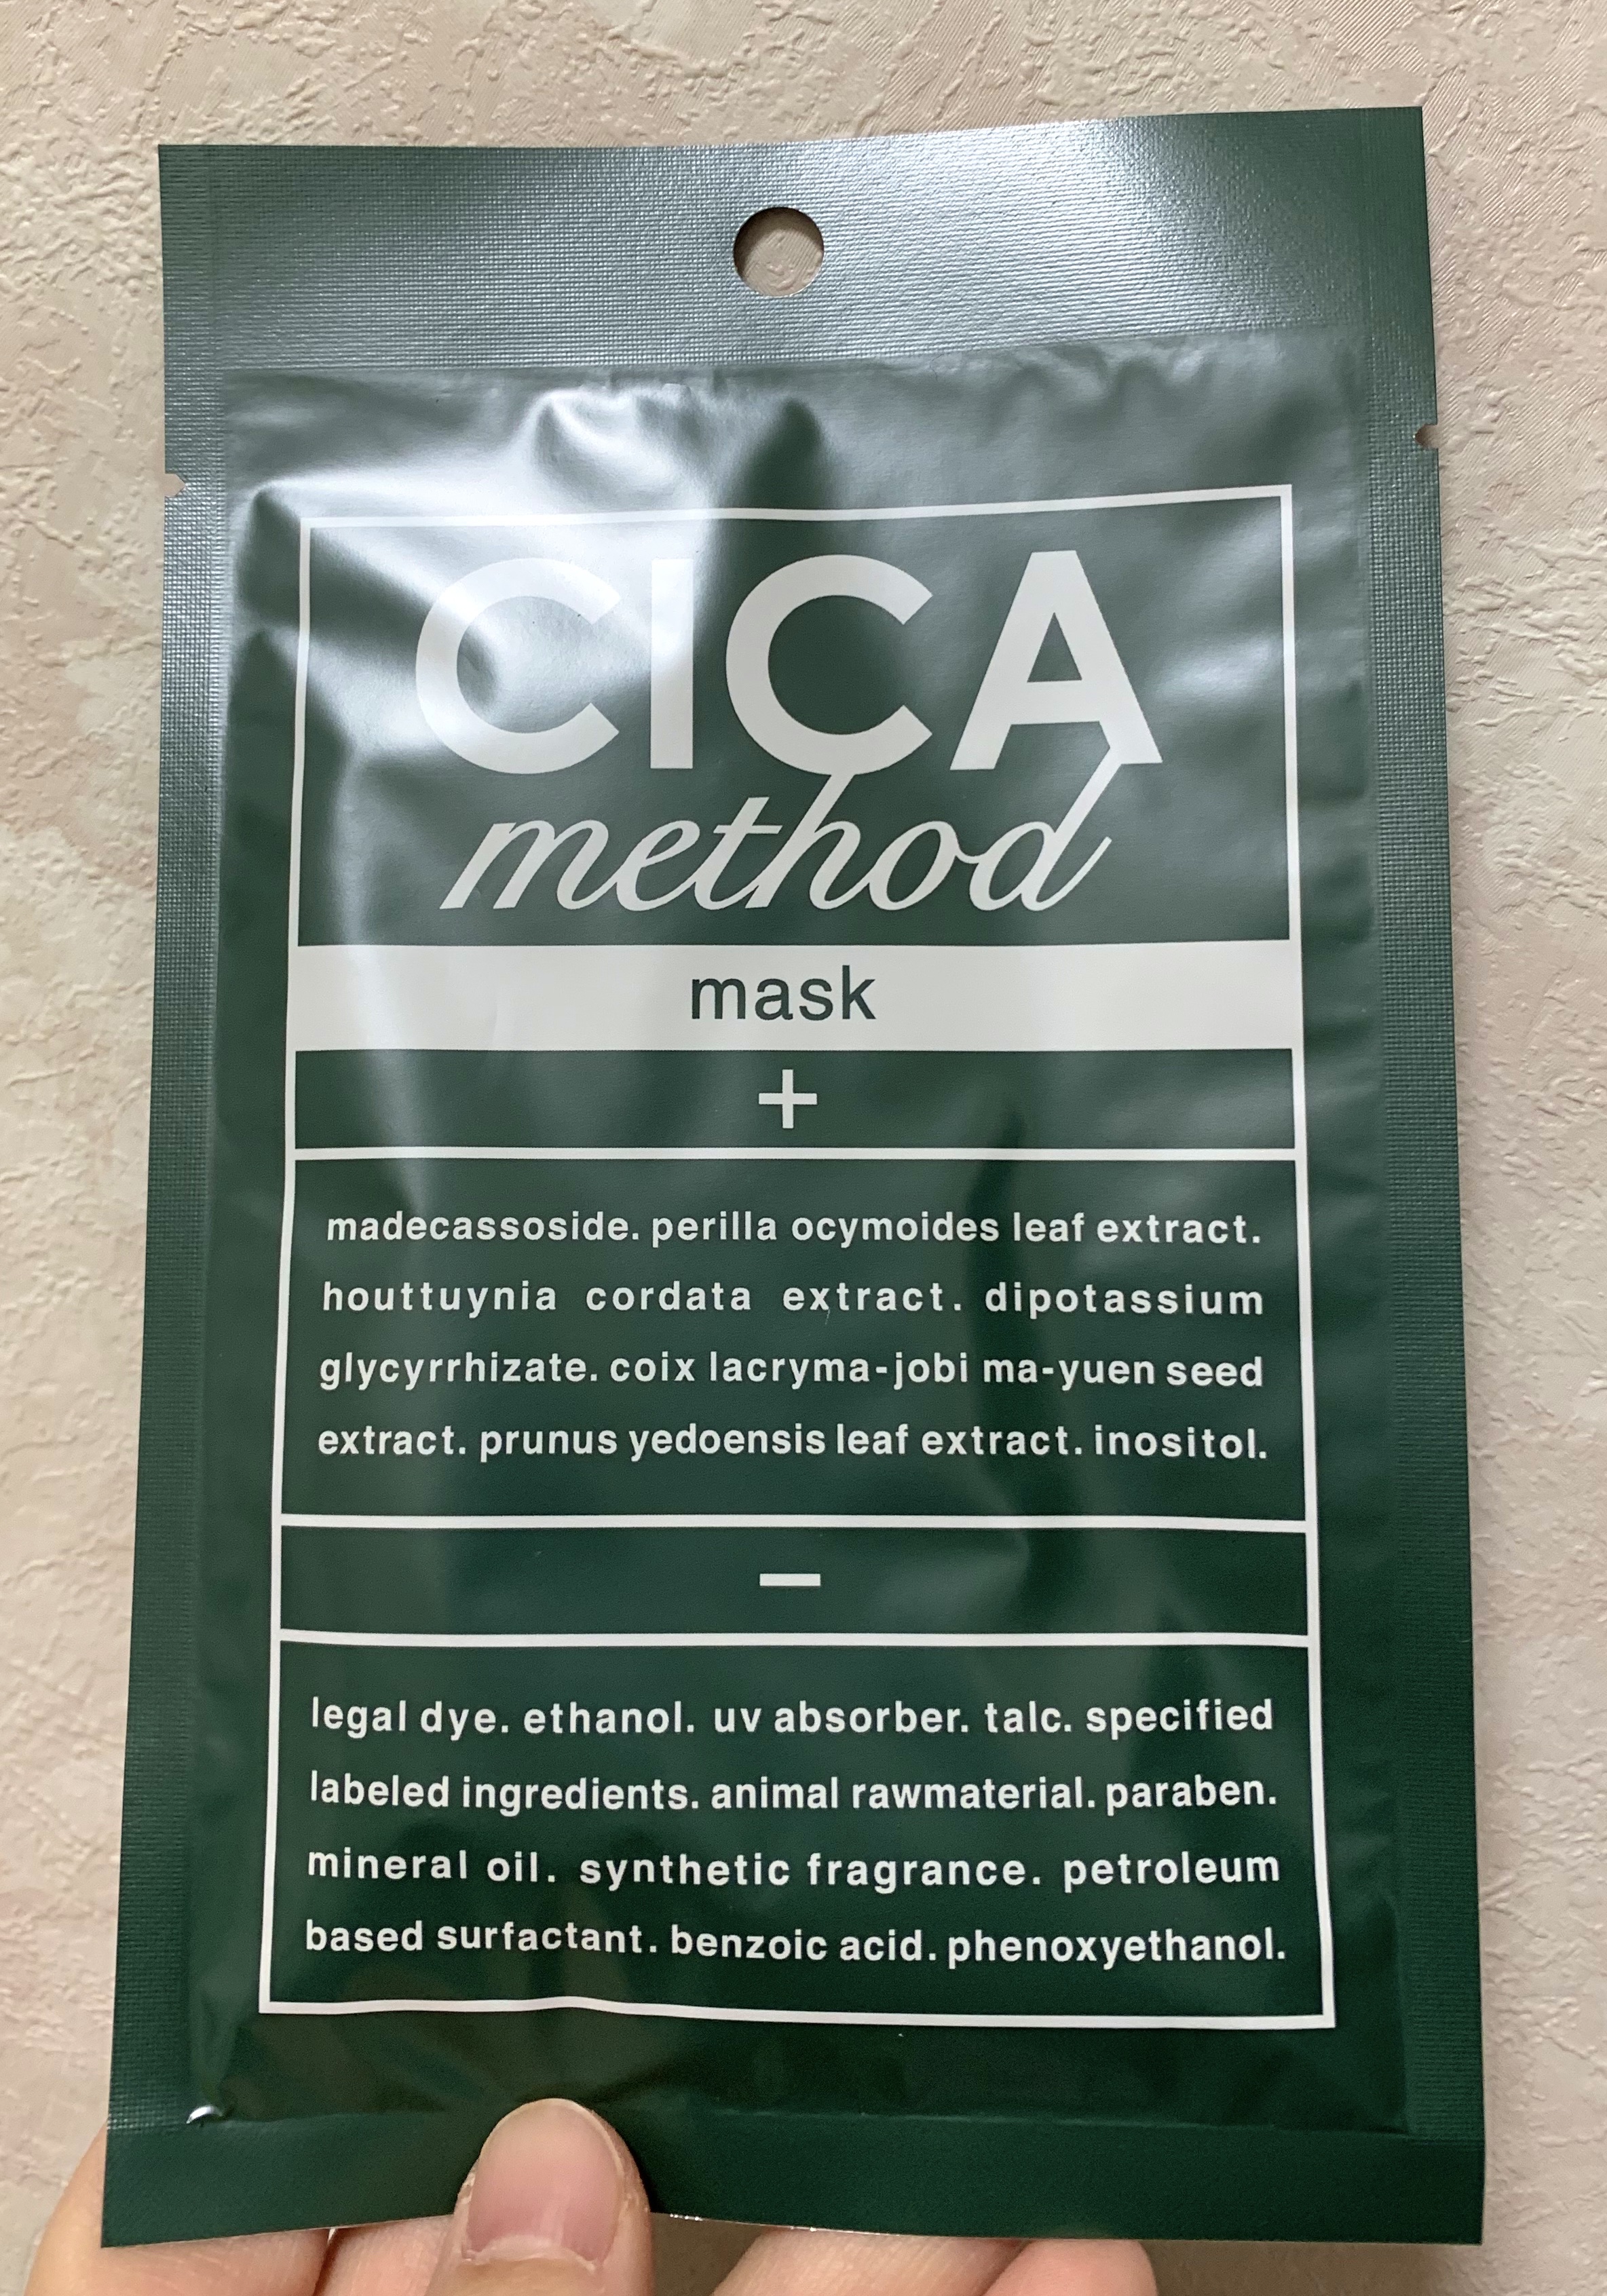 CICA
method
mask
+
madecassoside. perilla ocymoides leaf extract.
houttuynia cordata extract. dipotassium
glycyrrhizate. coix lacryma-jobi ma-yuen seed
extract. prunus yedoensis leaf extract. inositol.
–
legal dye. ethanol. uv absorber. talc. specified
labeled ingredients. animal rawmaterial. paraben.
mineral oil. synthetic fragrance. petroleum
based surfactant. benzoic acid. phenoxyethanol.